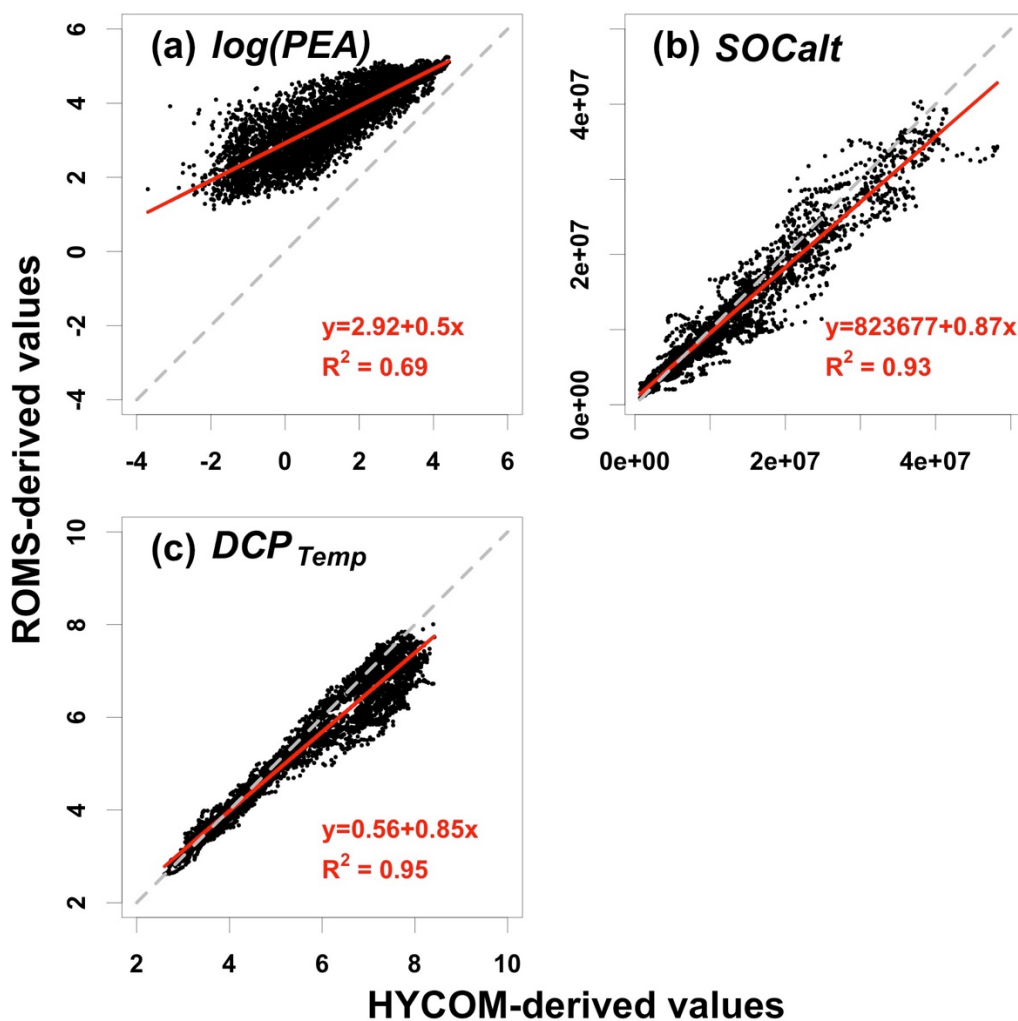 ROMS-derived values
(a) log(PEA)
6
4
2
0
-2
-4
y=2.92+0.5x
R² = 0.69
-4 -2 0 2 4 6
(b) SOCalt
4e+07
2e+07
0e+00
y=823677+0.87x
R² = 0.93
0e+00 2e+07 4e+07
(c) DCP Temp
10
8
6
4
2
y=0.56+0.85x
R² = 0.95
2 4 6 8 10
HYCOM-derived values